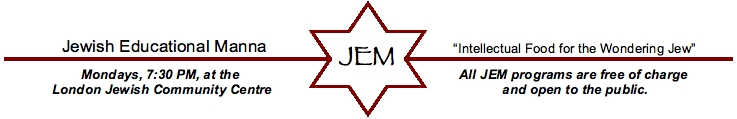 Jewish Educational Manna
Mondays, 7:30 PM, at the
London Jewish Community Centre
JEM
“Intellectual Food for the Wondering Jew”
All JEM programs are free of charge
and open to the public.